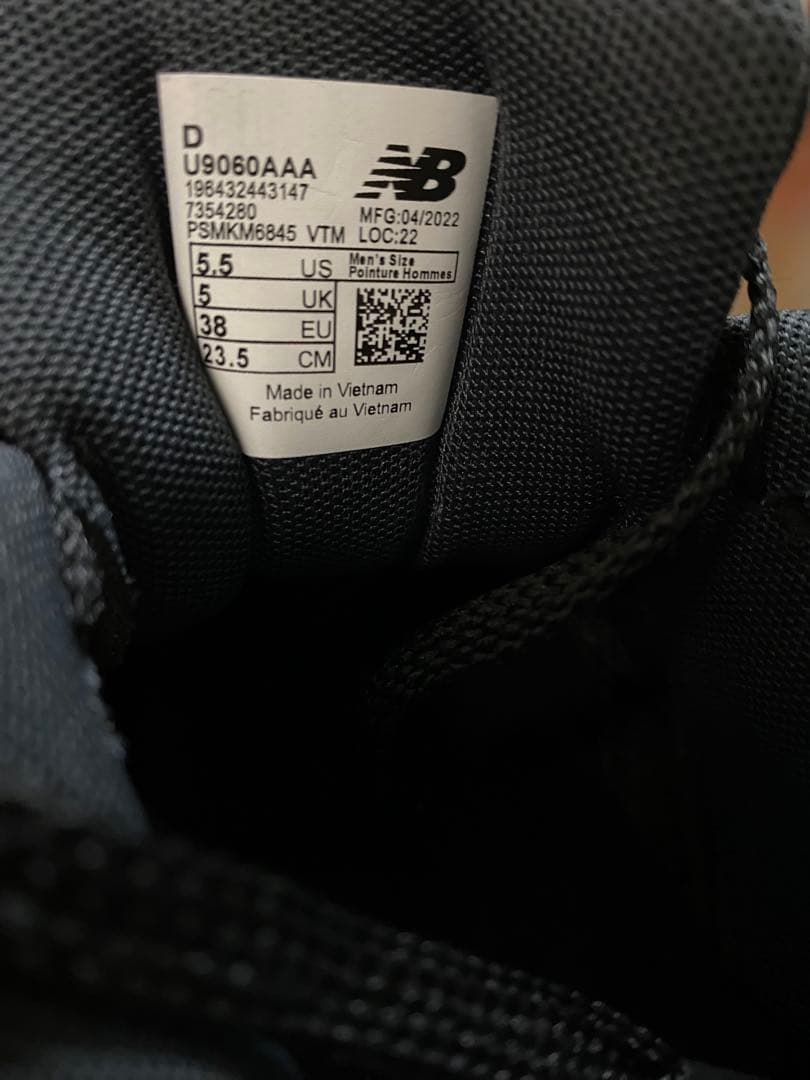 D
U9060AAA
196432443147
7354280
PSMKM6845 VTM
NB
MFG:04/2022
LOC:22
5.5 US
Men's Size
Pointure Hommes
5 UK
38 EU
23.5 CM
Made in Vietnam
Fabriqué au Vietnam